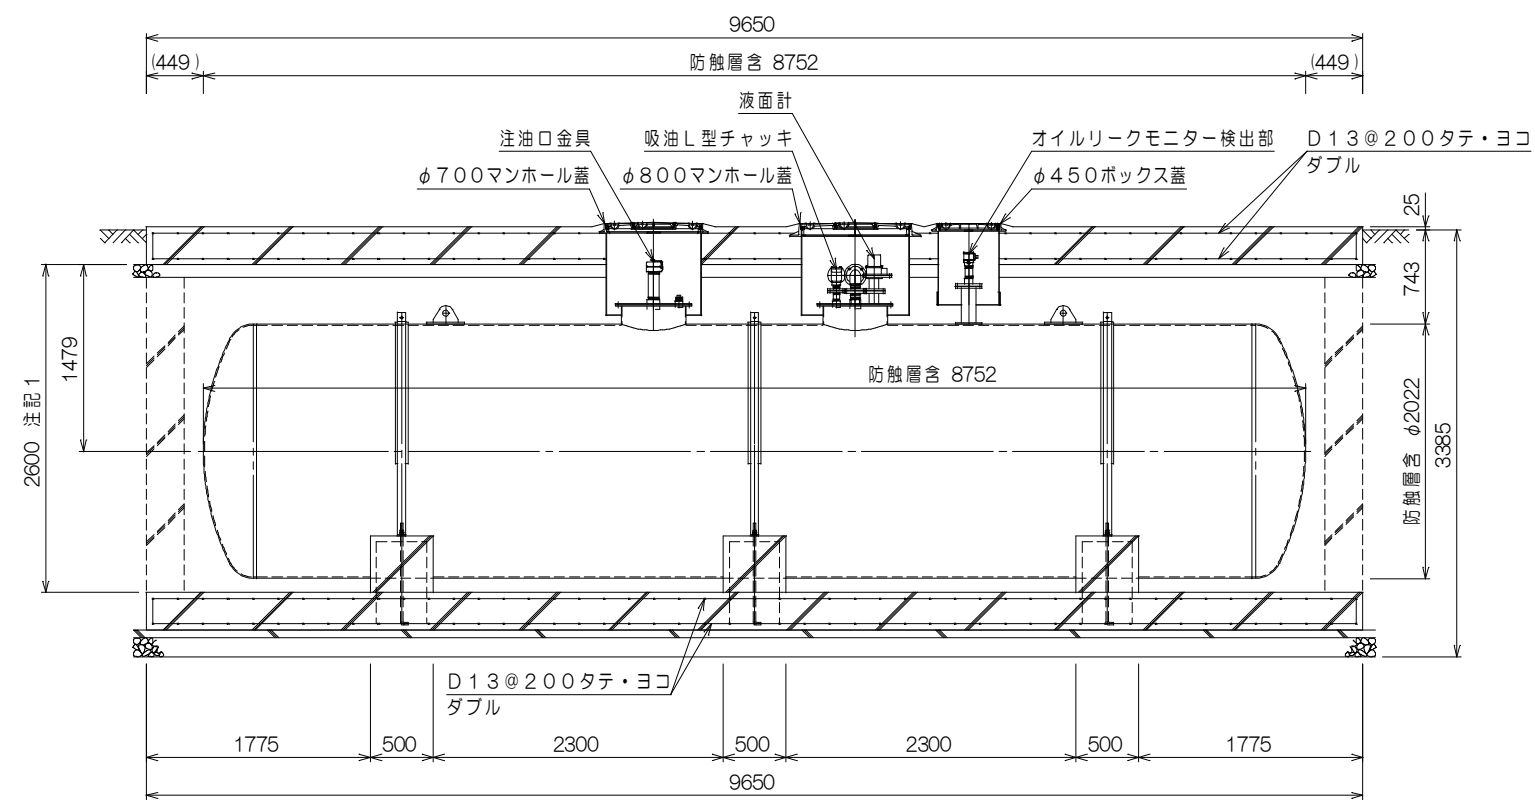 9650
(449)
防触層含 8752
(449)
液面計
注油口金具
吸油L型チャッキ
オイルリークモニター検出部
D13@200タテ・ヨコ
ダブル
φ700マンホール蓋
φ800マンホール蓋
φ450ボックス蓋
25
743
1479
2600 注記1
防触層含 8752
防触層含 φ2022
3385
D13@200タテ・ヨコ
ダブル
1775
500
2300
500
2300
500
1775
9650